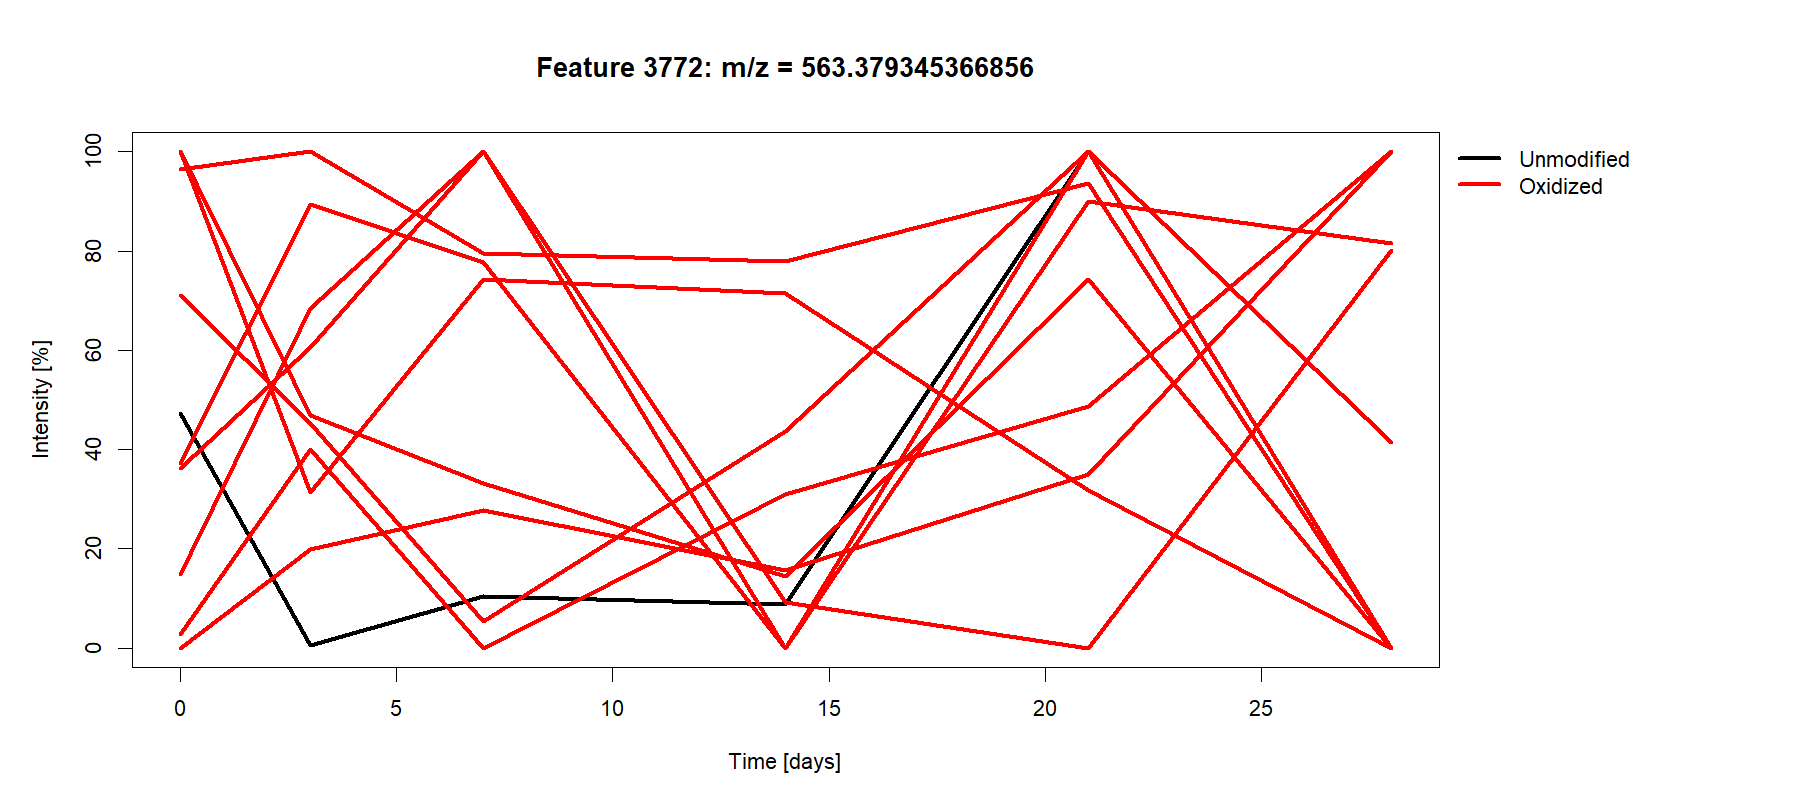 Feature 3772: m/z = 563.379345366856
Unmodified
Oxidized
Intensity [%]
100
80
60
40
20
0
0 5 10 15 20 25
Time [days]